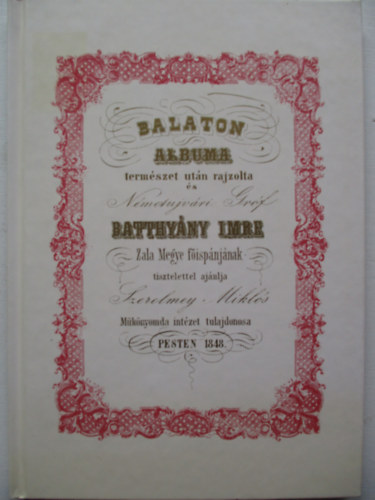 BALATON
ALBUMA
természet után rajzolta
és
Németujvári Gróf
BATTHYÁNY IMRE
Zala Megye főispánjának
tisztelettel ajánlja
Szerelmey Miklós
Műkönyomda intézet tulajdonosa
PESTEN 1848.